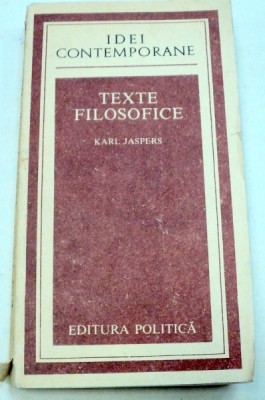 IDEI
CONTEMPORANE
TEXTE
FILOSOFICE
KARL JASPERS
EDITURA POLITICĂ